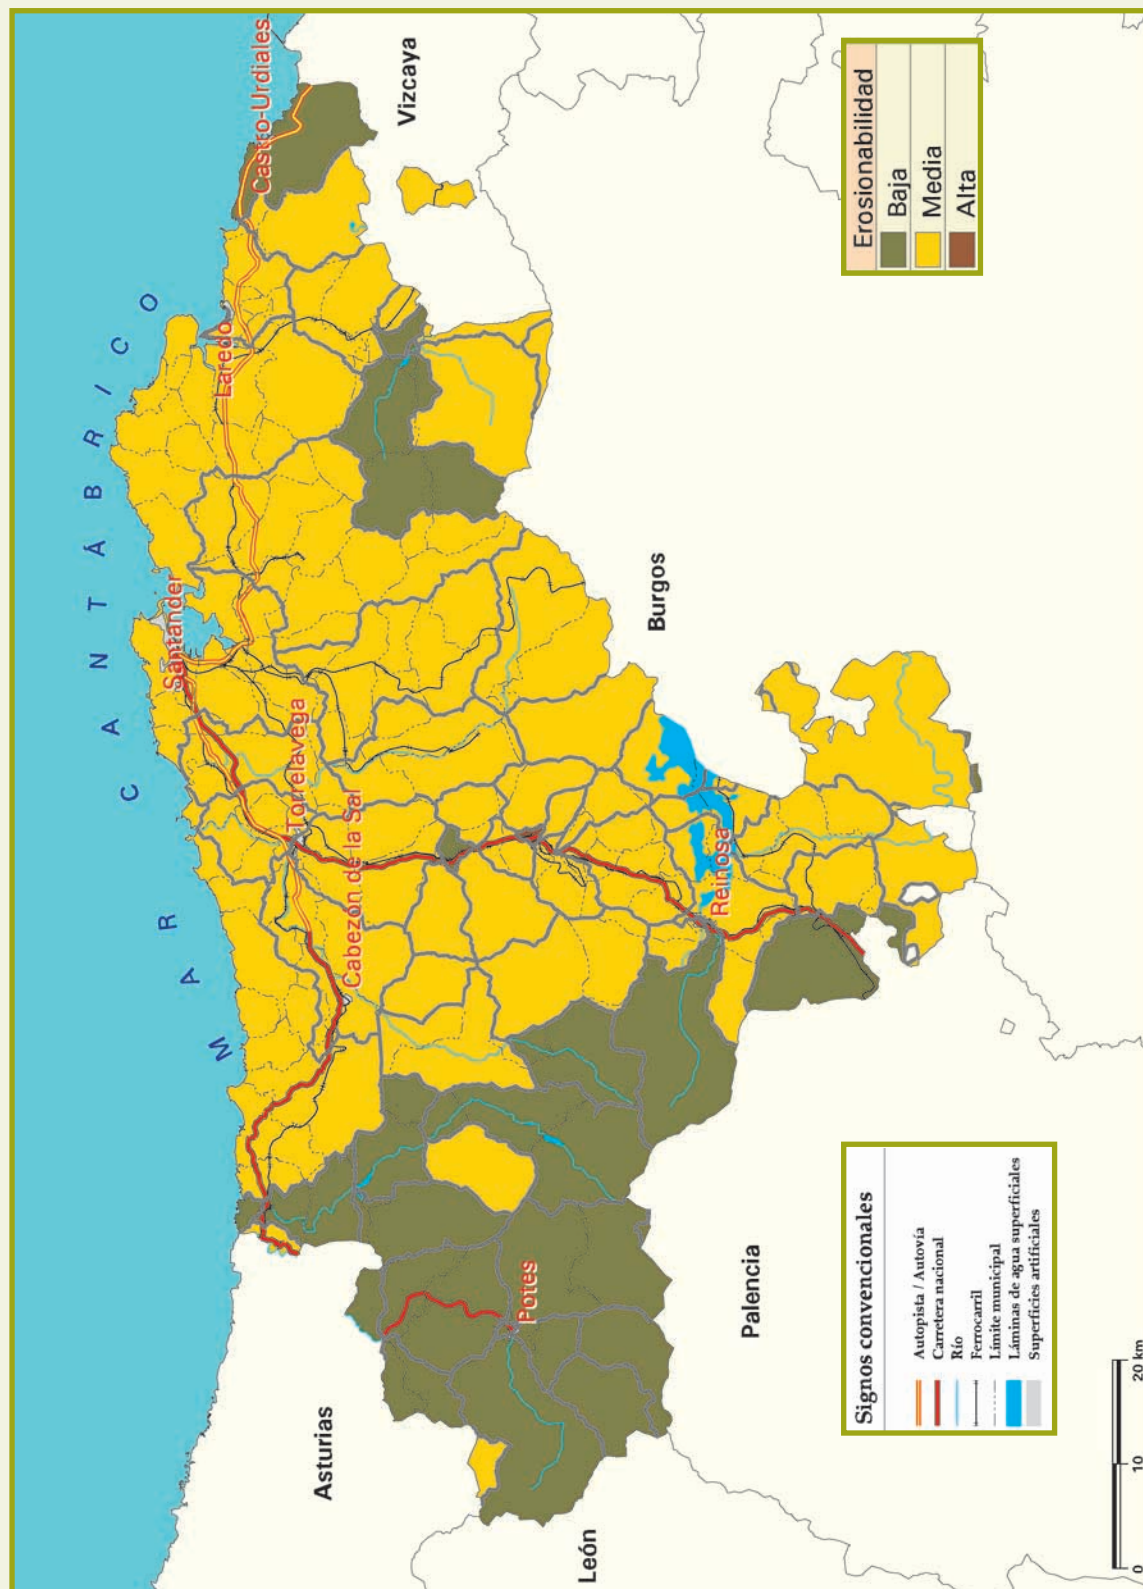 MAR CANTÁBRICO
Castro-Urdiales
Laredo
Santander
Torrelavega
Cabezón de la Sal
Reinosa
Potes
Vizcaya
Burgos
Palencia
Asturias
León
Erosionabilidad
Baja
Media
Alta
Signos convencionales
Autopista / Autovía
Carretera nacional
Río
Ferrocarril
Límite municipal
Láminas de agua superficiales
Superficies artificiales
0 10 20 km